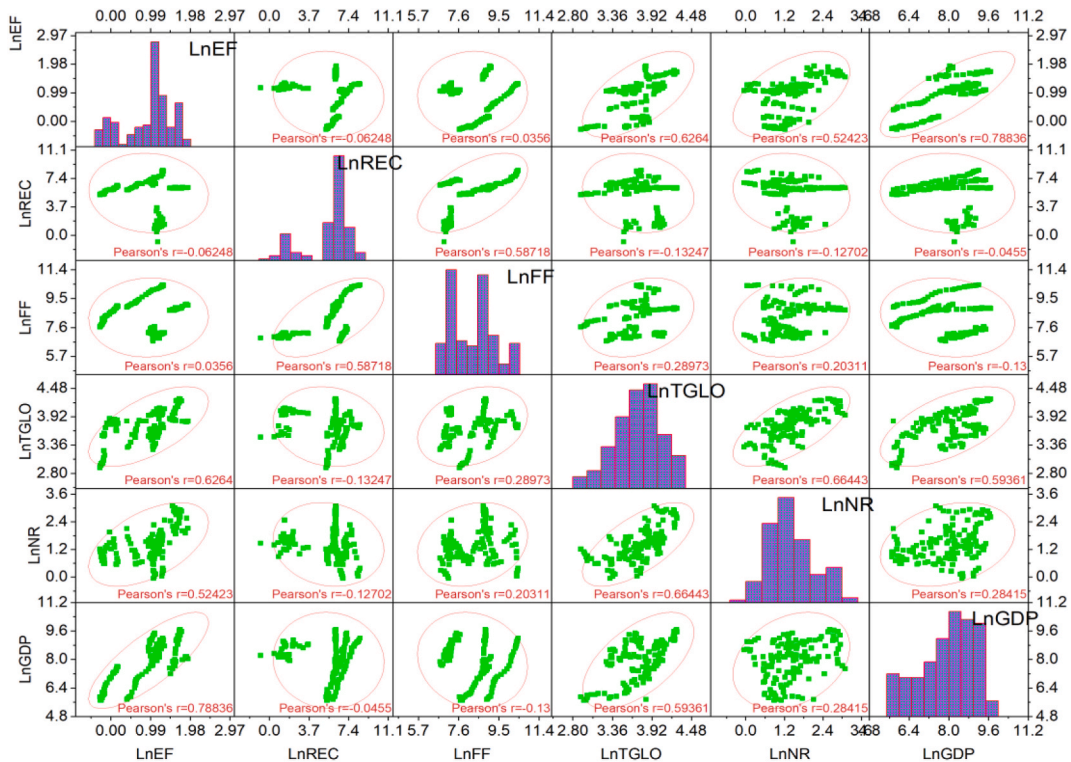 0.00 0.99 1.98 2.97 0.0 3.7 7.4 11.1 5.7 7.6 9.5 11.4 2.80 3.36 3.92 4.48 0.0 1.2 2.4 3.6 4.8 6.4 8.0 9.6 11.2
LnEF 2.97 1.98 0.99 0.00 LnEF 2.97 1.98 0.99 0.00
Pearson's r=-0.06248 Pearson's r=0.0356 Pearson's r=0.6264 Pearson's r=0.52423 Pearson's r=0.78836
LnREC 11.1 7.4 3.7 0.0 LnREC 11.1 7.4 3.7 0.0
Pearson's r=-0.06248 Pearson's r=0.58718 Pearson's r=-0.13247 Pearson's r=-0.12702 Pearson's r=-0.0455
LnFF 11.4 9.5 7.6 5.7 LnFF 11.4 9.5 7.6 5.7
Pearson's r=0.0356 Pearson's r=0.58718 Pearson's r=0.28973 Pearson's r=0.20311 Pearson's r=-0.13
LnTGLO 4.48 3.92 3.36 2.80 LnTGLO 4.48 3.92 3.36 2.80
Pearson's r=0.6264 Pearson's r=-0.13247 Pearson's r=0.28973 Pearson's r=0.66443 Pearson's r=0.59361
LnNR 3.6 2.4 1.2 0.0 LnNR 3.6 2.4 1.2 0.0
Pearson's r=0.52423 Pearson's r=-0.12702 Pearson's r=0.20311 Pearson's r=0.66443 Pearson's r=0.28415
LnGDP 11.2 9.6 8.0 6.4 4.8 LnGDP 11.2 9.6 8.0 6.4 4.8
Pearson's r=0.78836 Pearson's r=-0.0455 Pearson's r=-0.13 Pearson's r=0.59361 Pearson's r=0.28415
0.00 0.99 1.98 2.97 0.0 3.7 7.4 11.1 5.7 7.6 9.5 11.4 2.80 3.36 3.92 4.48 0.0 1.2 2.4 3.6 4.8 6.4 8.0 9.6 11.2
LnEF LnREC LnFF LnTGLO LnNR LnGDP